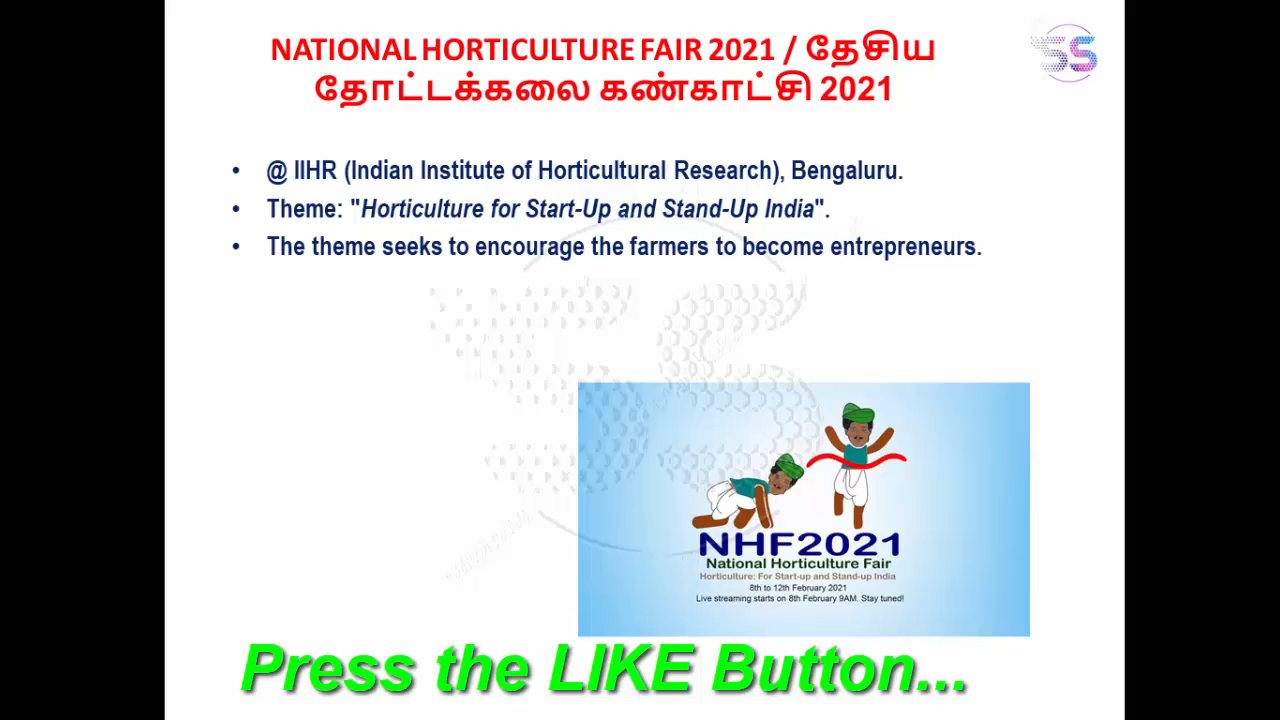 NATIONAL HORTICULTURE FAIR 2021 / தேசிய
தோட்டக்கலை கண்காட்சி 2021
SS
• @ IIHR (Indian Institute of Horticultural Research), Bengaluru.
• Theme: "Horticulture for Start-Up and Stand-Up India".
• The theme seeks to encourage the farmers to become entrepreneurs.
NHF2021
National Horticulture Fair
Horticulture: For Start-up and Stand-up India
8th to 12th February 2021
Live streaming starts on 8th February 9AM. Stay tuned!
Press the LIKE Button...